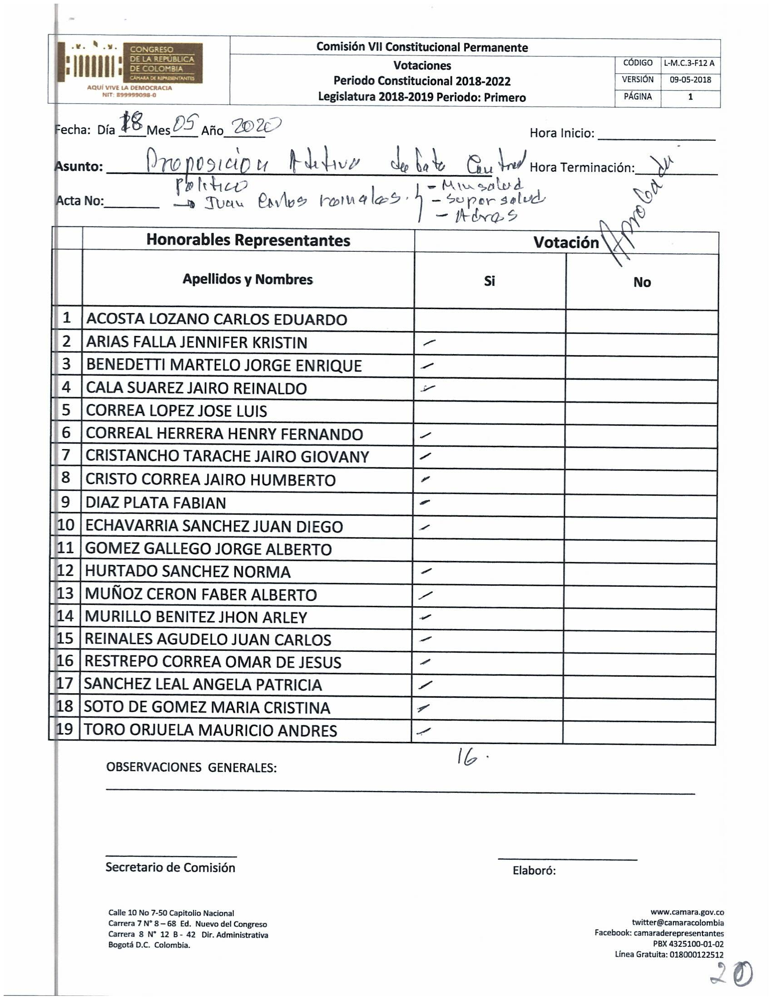 CONGRESO
DE LA REPÚBLICA
DE COLOMBIA
CÁMARA DE REPRESENTANTES
AQUÍ VIVE LA DEMOCRACIA
NIT: 899999098-0
Comisión VII Constitucional Permanente
Votaciones
Periodo Constitucional 2018-2022
Legislatura 2018-2019 Periodo: Primero
CÓDIGO L-M.C.3-F12 A
VERSIÓN 09-05-2018
PÁGINA 1
Fecha: Día 18 Mes 05 Año 2020 Hora Inicio:
Asunto: Proposicion Aditiva debate Control Hora Terminación:
Politico - Minsalud
Acta No: Juan Carlos - Supersalud
- Adres
Aprobada
Honorables Representantes Votación
Apellidos y Nombres Si No
1 ACOSTA LOZANO CARLOS EDUARDO
2 ARIAS FALLA JENNIFER KRISTIN
3 BENEDETTI MARTELO JORGE ENRIQUE
4 CALA SUAREZ JAIRO REINALDO
5 CORREA LOPEZ JOSE LUIS
6 CORREAL HERRERA HENRY FERNANDO
7 CRISTANCHO TARACHE JAIRO GIOVANY
8 CRISTO CORREA JAIRO HUMBERTO
9 DIAZ PLATA FABIAN
10 ECHAVARRIA SANCHEZ JUAN DIEGO
11 GOMEZ GALLEGO JORGE ALBERTO
12 HURTADO SANCHEZ NORMA
13 MUÑOZ CERON FABER ALBERTO
14 MURILLO BENITEZ JHON ARLEY
15 REINALES AGUDELO JUAN CARLOS
16 RESTREPO CORREA OMAR DE JESUS
17 SANCHEZ LEAL ANGELA PATRICIA
18 SOTO DE GOMEZ MARIA CRISTINA
19 TORO ORJUELA MAURICIO ANDRES
16.
OBSERVACIONES GENERALES:
Secretario de Comisión
Elaboró:
Calle 10 No 7-50 Capitolio Nacional
Carrera 7 N° 8 – 68 Ed. Nuevo del Congreso
Carrera 8 N° 12 B - 42 Dir. Administrativa
Bogotá D.C. Colombia.
www.camara.gov.co
twitter@camaracolombia
Facebook: camaraderepresentantes
PBX 4325100-01-02
Línea Gratuita: 018000122512